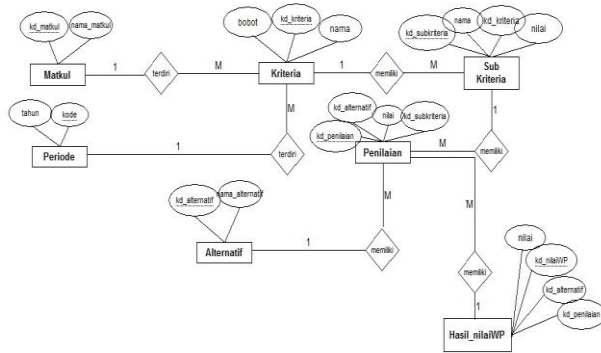 kd_matkul
nama_matkul
Matkul
1
terdiri
M
bobot
kd_kriteria
nama
Kriteria
1
memiliki
M
nama
kd_kriteria
kd_subkriteria
nilai
Sub
Kriteria
tahun
kode
Periode
1
terdiri
M
kd_alternatif
nilai
kd_subkriteria
kd_penilaian
Penilaian
M
memiliki
1
kd_alternatif
nama_alternatif
Alternatif
1
memiliki
M
M
memiliki
1
nilai
kd_nilaiWP
kd_alternatif
kd_penilaian
Hasil_nilaiWP